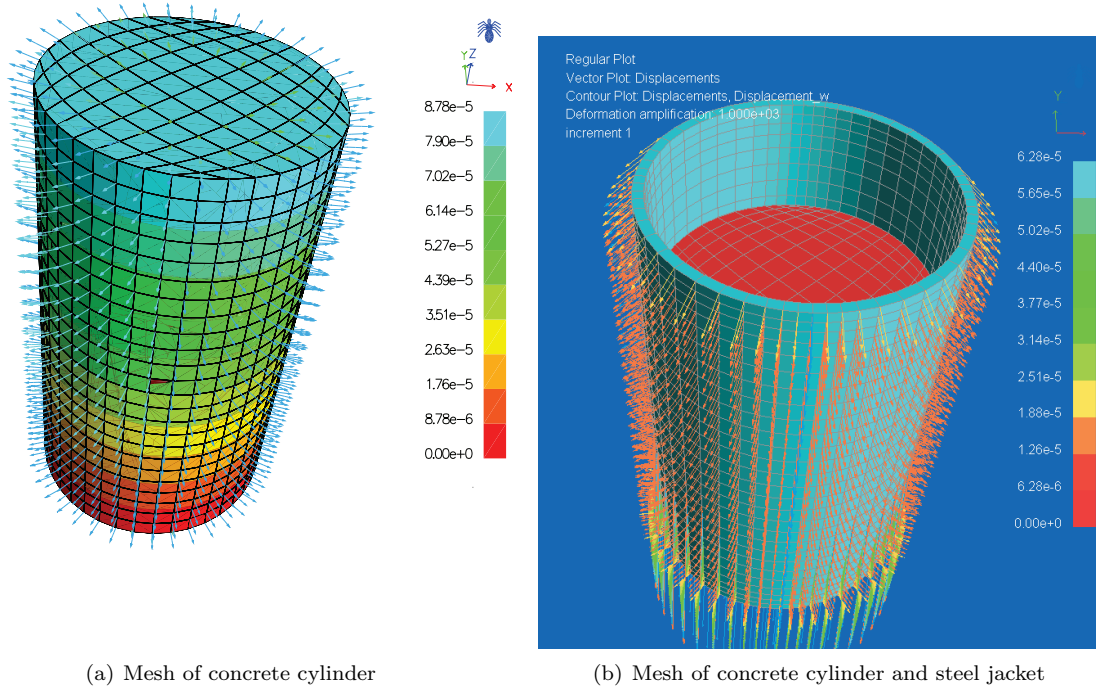 Y Z
X
8.78e−5
7.90e−5
7.02e−5
6.14e−5
5.27e−5
4.39e−5
3.51e−5
2.63e−5
1.76e−5
8.78e−6
0.00e+0
Regular Plot
Vector Plot: Displacements
Contour Plot: Displacements, Displacement_w
Deformation amplification: 1.000e+03
increment 1
Y
6.28e-5
5.65e-5
5.02e-5
4.40e-5
3.77e-5
3.14e-5
2.51e-5
1.88e-5
1.26e-5
6.28e-6
0.00e+0
(a) Mesh of concrete cylinder
(b) Mesh of concrete cylinder and steel jacket